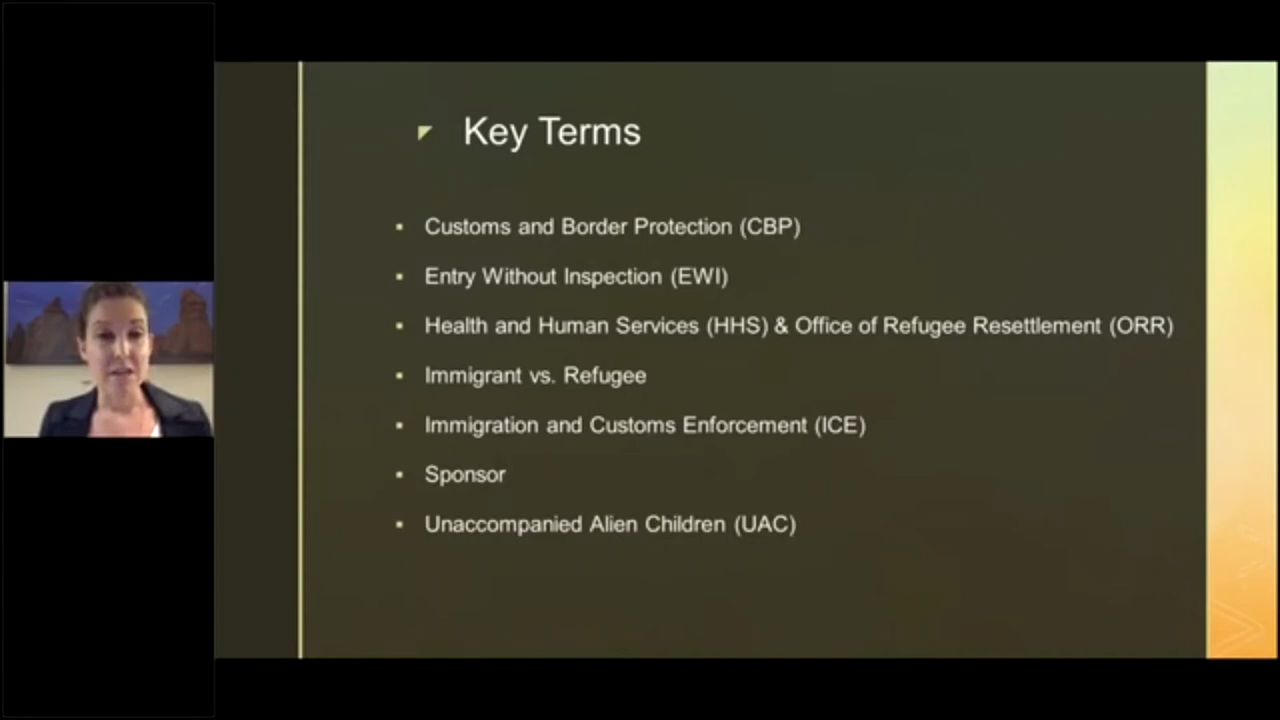 Key Terms
Customs and Border Protection (CBP)
Entry Without Inspection (EWI)
Health and Human Services (HHS) & Office of Refugee Resettlement (ORR)
Immigrant vs. Refugee
Immigration and Customs Enforcement (ICE)
Sponsor
Unaccompanied Alien Children (UAC)